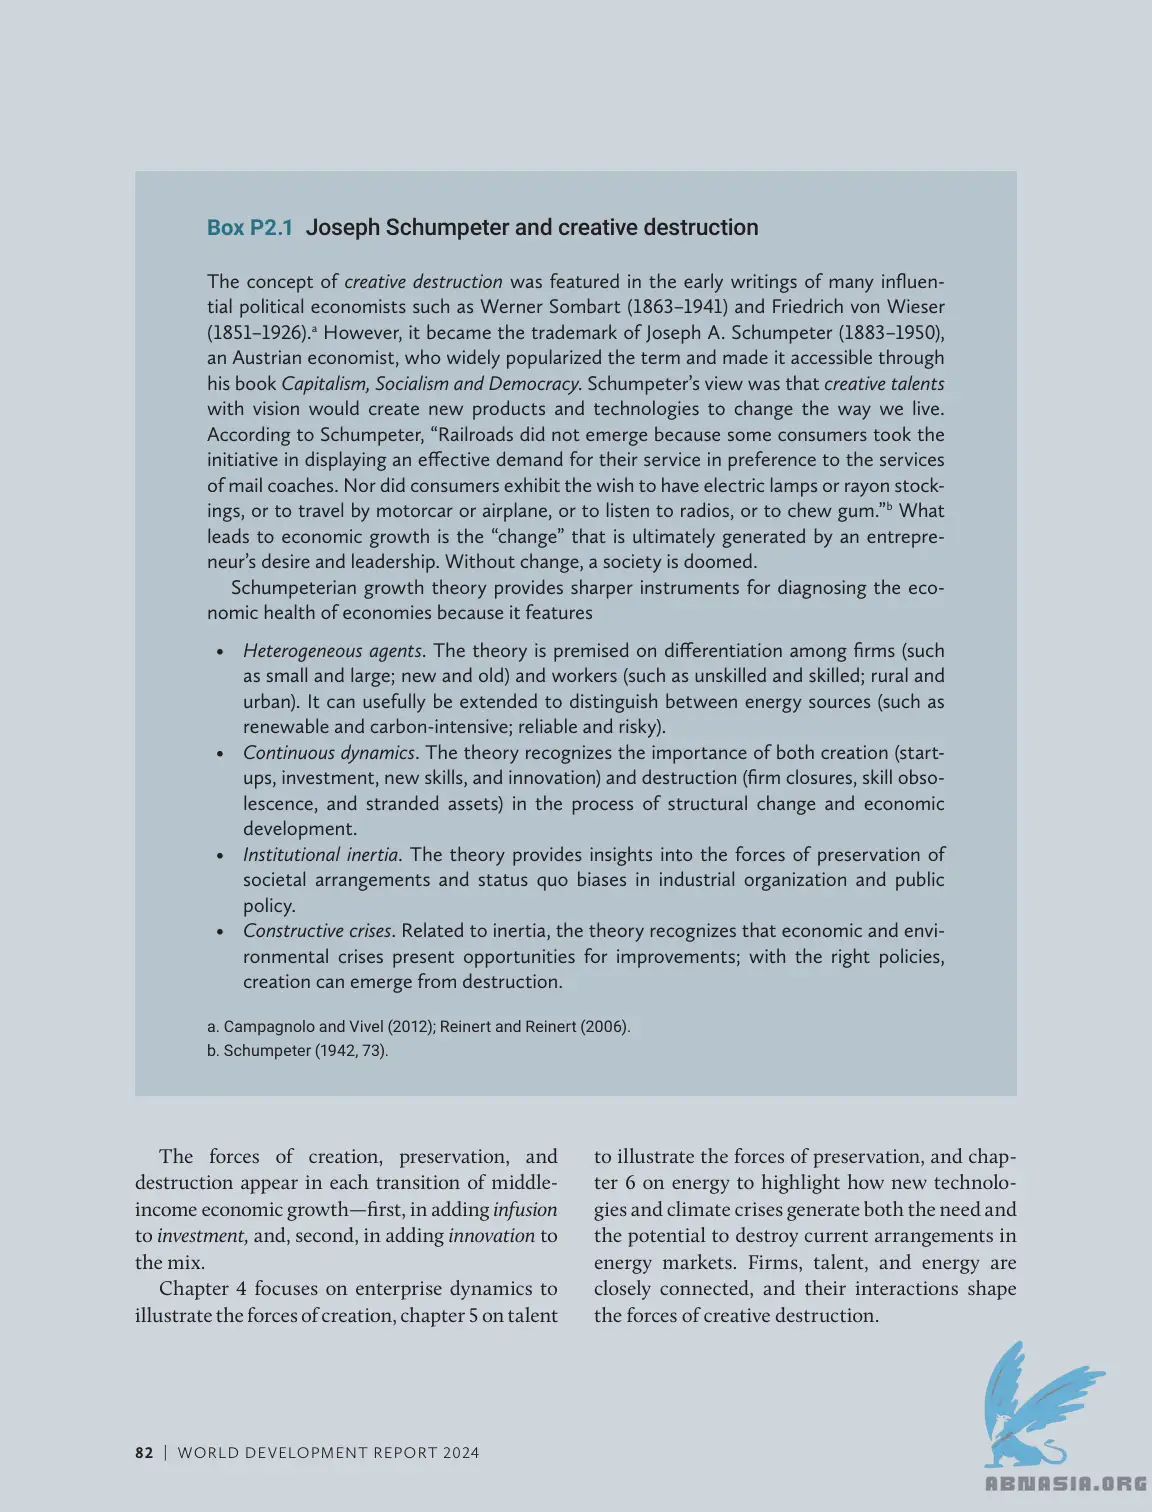 Box P2.1 Joseph Schumpeter and creative destruction
The concept of creative destruction was featured in the early writings of many influen-
tial political economists such as Werner Sombart (1863–1941) and Friedrich von Wieser
(1851–1926).a However, it became the trademark of Joseph A. Schumpeter (1883–1950),
an Austrian economist, who widely popularized the term and made it accessible through
his book Capitalism, Socialism and Democracy. Schumpeter’s view was that creative talents
with vision would create new products and technologies to change the way we live.
According to Schumpeter, “Railroads did not emerge because some consumers took the
initiative in displaying an effective demand for their service in preference to the services
of mail coaches. Nor did consumers exhibit the wish to have electric lamps or rayon stock-
ings, or to travel by motorcar or airplane, or to listen to radios, or to chew gum.”b What
leads to economic growth is the “change” that is ultimately generated by an entrepre-
neur’s desire and leadership. Without change, a society is doomed.
Schumpeterian growth theory provides sharper instruments for diagnosing the eco-
nomic health of economies because it features
• Heterogeneous agents. The theory is premised on differentiation among firms (such
as small and large; new and old) and workers (such as unskilled and skilled; rural and
urban). It can usefully be extended to distinguish between energy sources (such as
renewable and carbon-intensive; reliable and risky).
• Continuous dynamics. The theory recognizes the importance of both creation (start-
ups, investment, new skills, and innovation) and destruction (firm closures, skill obso-
lescence, and stranded assets) in the process of structural change and economic
development.
• Institutional inertia. The theory provides insights into the forces of preservation of
societal arrangements and status quo biases in industrial organization and public
policy.
• Constructive crises. Related to inertia, the theory recognizes that economic and envi-
ronmental crises present opportunities for improvements; with the right policies,
creation can emerge from destruction.
a. Campagnolo and Vivel (2012); Reinert and Reinert (2006).
b. Schumpeter (1942, 73).
The forces of creation, preservation, and
destruction appear in each transition of middle-
income economic growth—first, in adding infusion
to investment, and, second, in adding innovation to
the mix.
Chapter 4 focuses on enterprise dynamics to
illustrate the forces of creation, chapter 5 on talent
to illustrate the forces of preservation, and chap-
ter 6 on energy to highlight how new technolo-
gies and climate crises generate both the need and
the potential to destroy current arrangements in
energy markets. Firms, talent, and energy are
closely connected, and their interactions shape
the forces of creative destruction.
82 | WORLD DEVELOPMENT REPORT 2024
ABNASIA.ORG